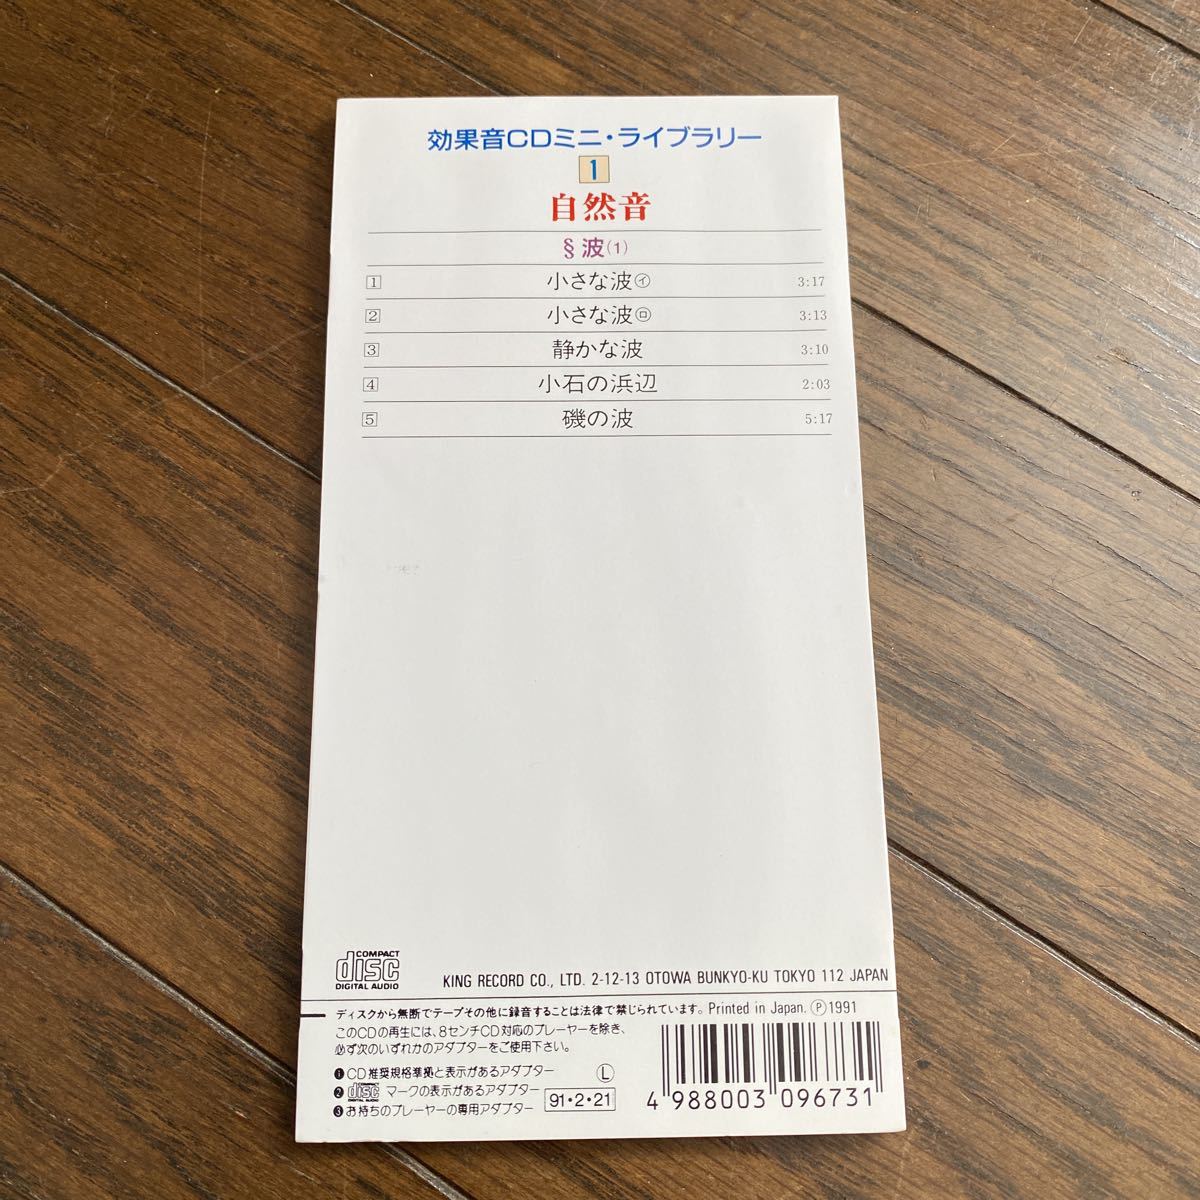 効果音CDミニ・ライブラリー
1
自然音
§波(1)
1 小さな波㋑ 3:17
2 小さな波㋺ 3:13
3 静かな波 3:10
4 小石の浜辺 2:03
5 磯の波 5:17
COMPACT
disc
DIGITAL AUDIO
KING RECORD CO., LTD. 2-12-13 OTOWA BUNKYO-KU TOKYO 112 JAPAN
ディスクから無断でテープその他に録音することは法律で禁じられています。Printed in Japan. Ⓟ1991
このCDの再生には、8センチCD対応のプレーヤーを除き、
必ず次のいずれかのアダプターをご使用下さい。
❶CD推奨規格準拠と表示があるアダプター
❷COMPACT disc DIGITAL AUDIO マークの表示があるアダプター
❸お持ちのプレーヤーの専用アダプター
Ⓛ
91・2・21
4 988003 096731